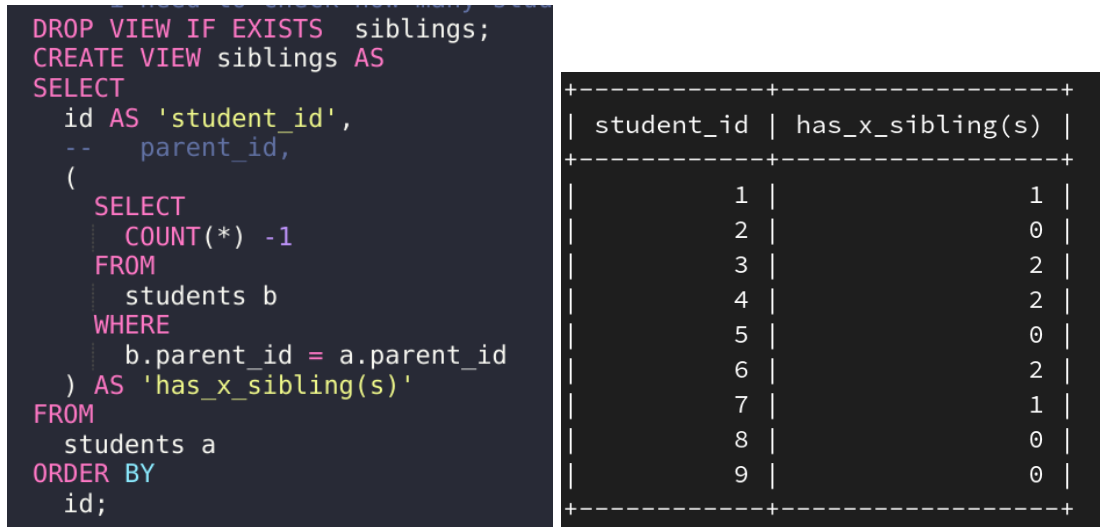 DROP VIEW IF EXISTS  siblings;
CREATE VIEW siblings AS
SELECT
  id AS 'student_id',
  --   parent_id,
  (
    SELECT
      COUNT(*) -1
    FROM
      students b
    WHERE
      b.parent_id = a.parent_id
  ) AS 'has_x_sibling(s)'
FROM
  students a
ORDER BY
  id;
+------------+------------------+
| student_id | has_x_sibling(s) |
+------------+------------------+
|          1 |                1 |
|          2 |                0 |
|          3 |                2 |
|          4 |                2 |
|          5 |                0 |
|          6 |                2 |
|          7 |                1 |
|          8 |                0 |
|          9 |                0 |
+------------+------------------+